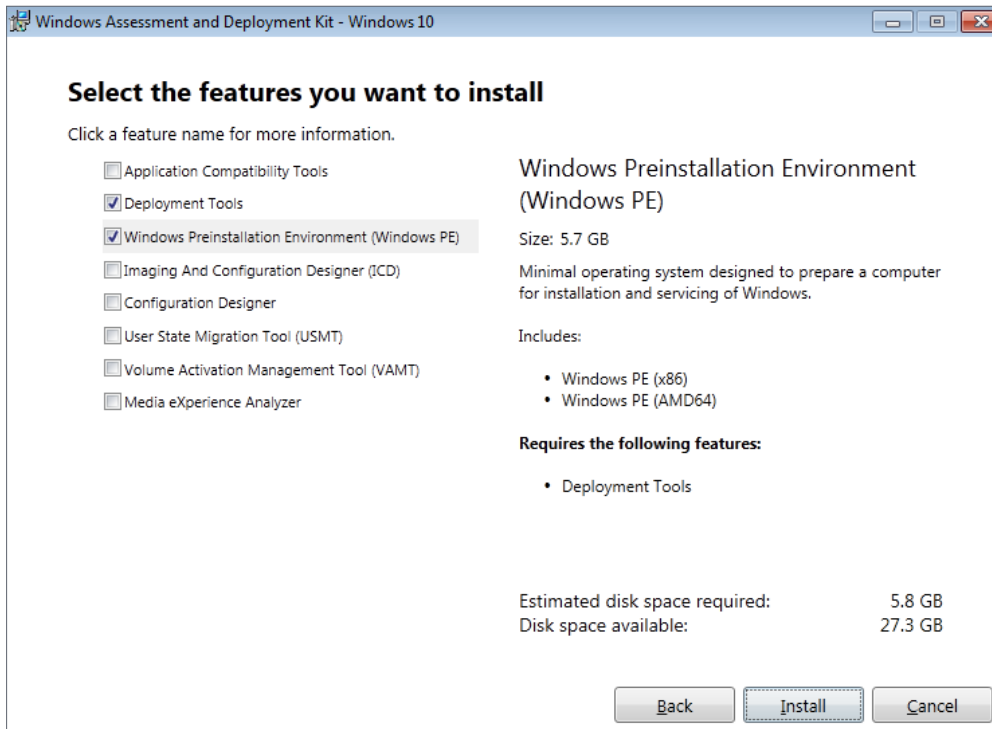 Windows Assessment and Deployment Kit - Windows 10
Select the features you want to install
Click a feature name for more information.
Application Compatibility Tools
Deployment Tools
Windows Preinstallation Environment (Windows PE)
Imaging And Configuration Designer (ICD)
Configuration Designer
User State Migration Tool (USMT)
Volume Activation Management Tool (VAMT)
Media eXperience Analyzer
Windows Preinstallation Environment
(Windows PE)
Size: 5.7 GB
Minimal operating system designed to prepare a computer
for installation and servicing of Windows.
Includes:
• Windows PE (x86)
• Windows PE (AMD64)
Requires the following features:
• Deployment Tools
Estimated disk space required: 5.8 GB
Disk space available: 27.3 GB
Back Install Cancel